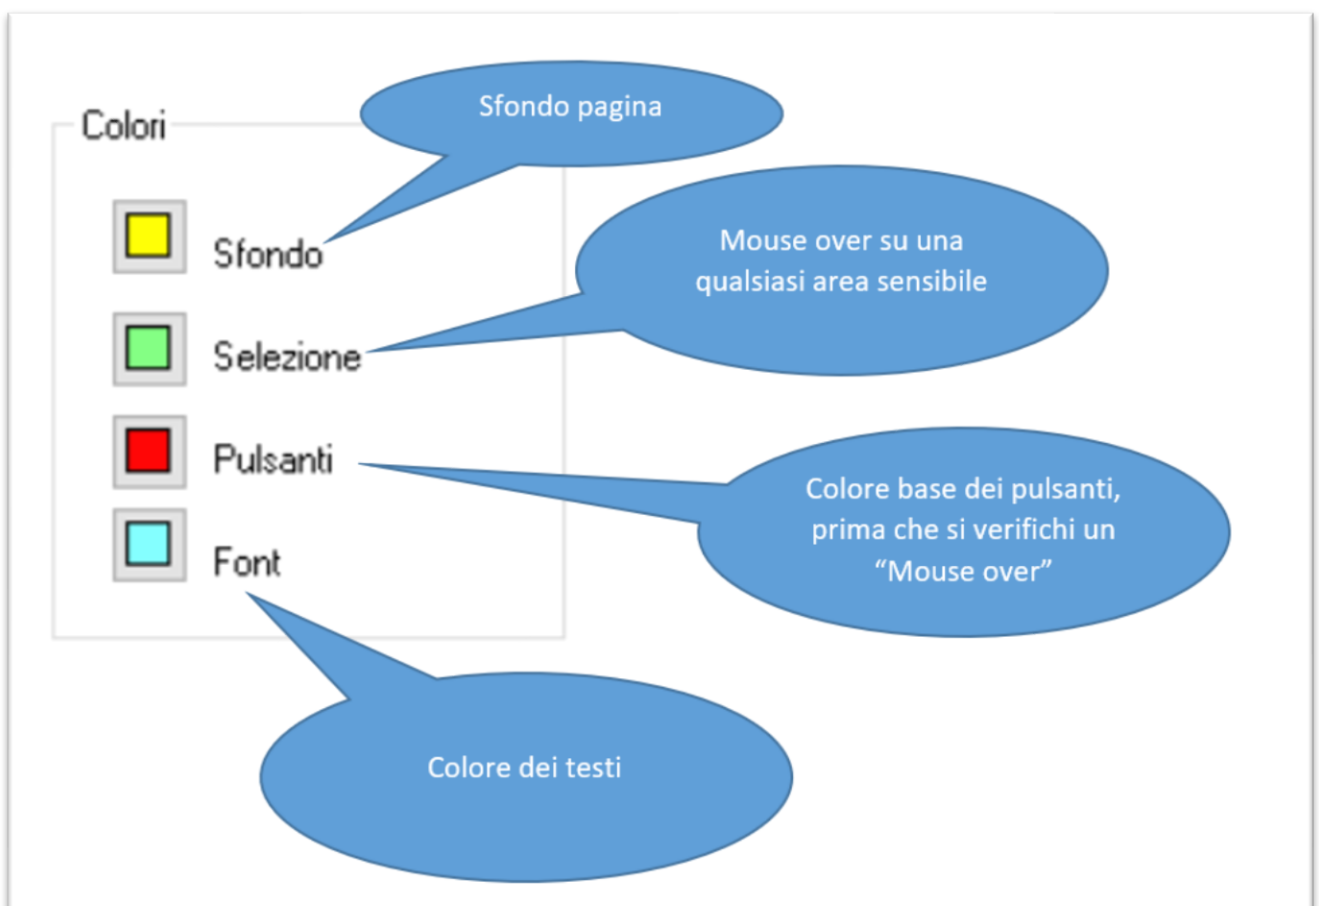 Sfondo pagina
Colori
Mouse over su una
qualsiasi area sensibile
Sfondo
Selezione
Pulsanti
Colore base dei pulsanti,
prima che si verifichi un
“Mouse over”
Font
Colore dei testi